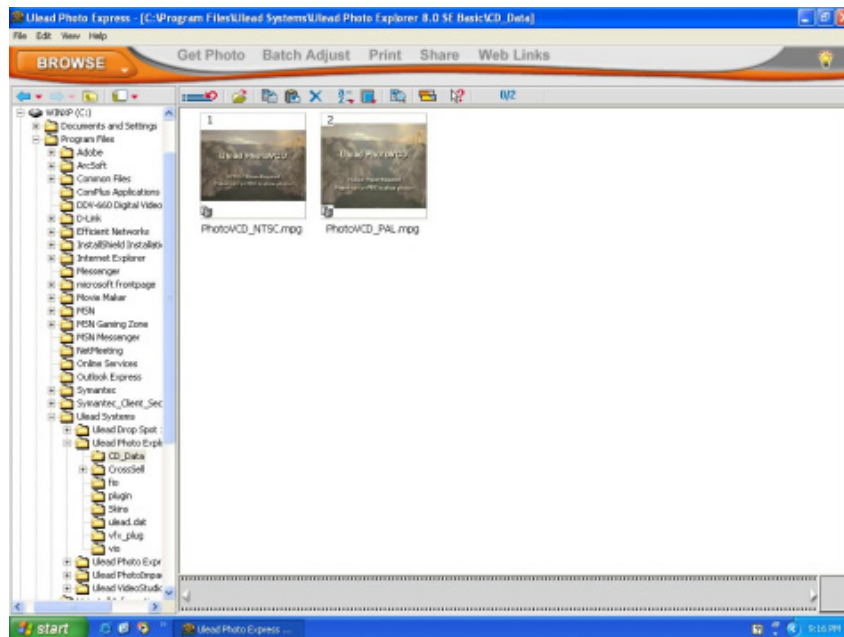 Ulead Photo Express - [C:\Program Files\Ulead Systems\Ulead Photo Explorer 8.0 SE Basic\CD_Data]
File Edit View Help
BROWSE Get Photo Batch Adjust Print Share Web Links
0/2
WINXP (C:)
Documents and Settings
Program Files
Adobe
ArcSoft
Common Files
ComPlus Applications
DDV-660 Digital Video
D-Link
Efficient Networks
InstallShield Installati
Internet Explorer
Messenger
microsoft frontpage
Movie Maker
MSN
MSN Gaming Zone
MSN Messenger
NetMeeting
Online Services
Outlook Express
Symantec
Symantec_Client_Sec
Ulead Systems
Ulead Drop Spot
Ulead Photo Explo
CD_Data
CrossSell
fio
plugin
Skins
ulead.dat
vfx_plug
vio
Ulead Photo Expr
Ulead PhotoImpa
Ulead VideoStudio
1
Ulead PhotoVCD
PhotoVCD_NTSC.mpg
2
Ulead PhotoVCD
PhotoVCD_PAL.mpg
start
Ulead Photo Express ...
9:16 PM